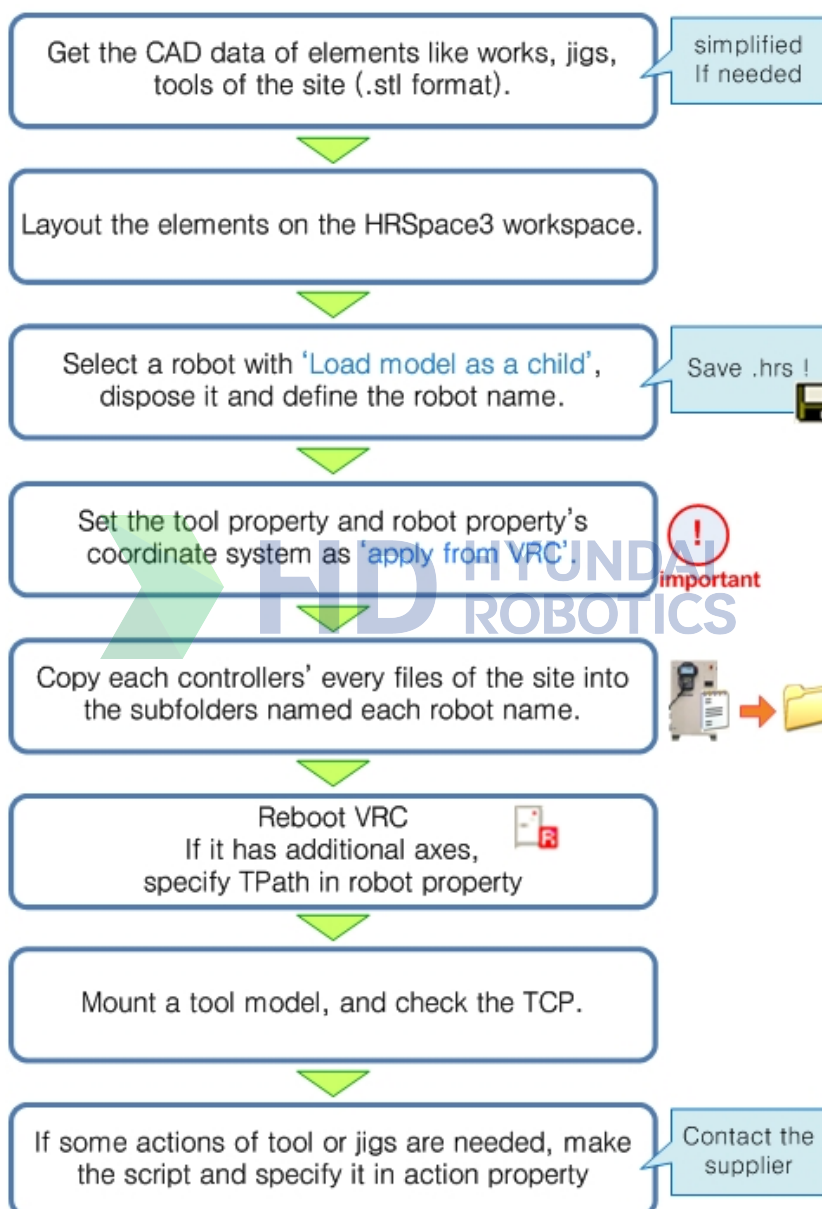 Get the CAD data of elements like works, jigs,
tools of the site (.stl format).
simplified
If needed
Layout the elements on the HRSpace3 workspace.
Select a robot with ‘Load model as a child’,
dispose it and define the robot name.
Save .hrs !
Set the tool property and robot property’s
coordinate system as ‘apply from VRC’.
!
important
HD HYUNDAI
ROBOTICS
Copy each controllers’ every files of the site into
the subfolders named each robot name.
Reboot VRC
R
If it has additional axes,
specify TPath in robot property
Mount a tool model, and check the TCP.
If some actions of tool or jigs are needed, make
the script and specify it in action property
Contact the
supplier